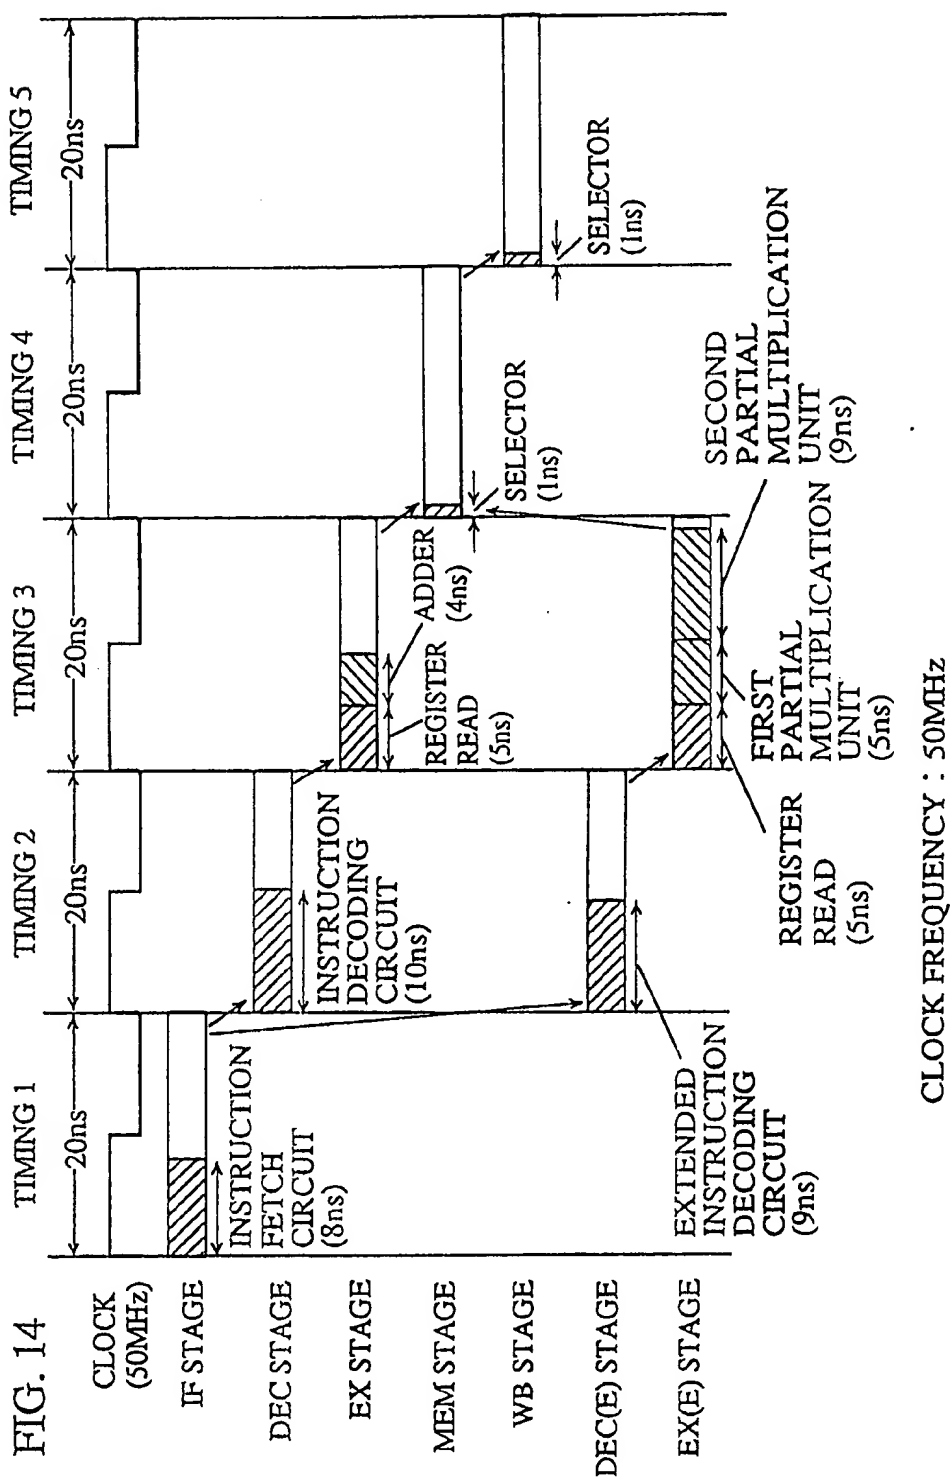 FIG. 14
TIMING 1
TIMING 2
TIMING 3
TIMING 4
TIMING 5
20ns
20ns
20ns
20ns
20ns
CLOCK
(50MHz)
IF STAGE
INSTRUCTION
FETCH
CIRCUIT
(8ns)
DEC STAGE
INSTRUCTION
DECODING
CIRCUIT
(10ns)
EX STAGE
REGISTER
READ
(5ns)
ADDER
(4ns)
MEM STAGE
SELECTOR
(1ns)
WB STAGE
SELECTOR
(1ns)
DEC(E) STAGE
EXTENDED
INSTRUCTION
DECODING
CIRCUIT
(9ns)
EX(E) STAGE
REGISTER
READ
(5ns)
FIRST
PARTIAL
MULTIPLICATION
UNIT
(5ns)
SECOND
PARTIAL
MULTIPLICATION
UNIT
(9ns)
CLOCK FREQUENCY : 50MHz